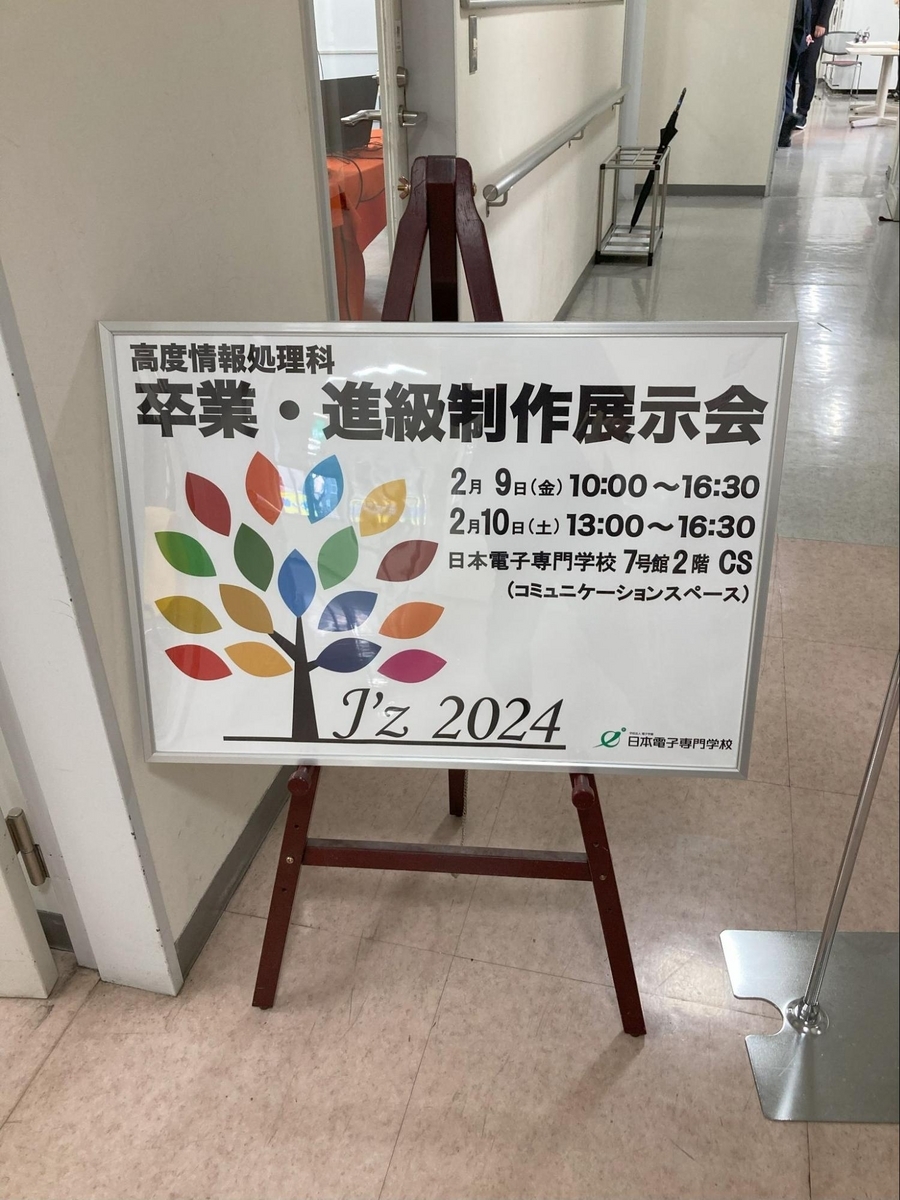 高度情報処理科
卒業・進級制作展示会
2月 9日(金) 10:00～16:30
2月10日(土) 13:00～16:30
日本電子専門学校 7号館2階 CS
(コミュニケーションスペース)
J'z 2024
日本電子専門学校